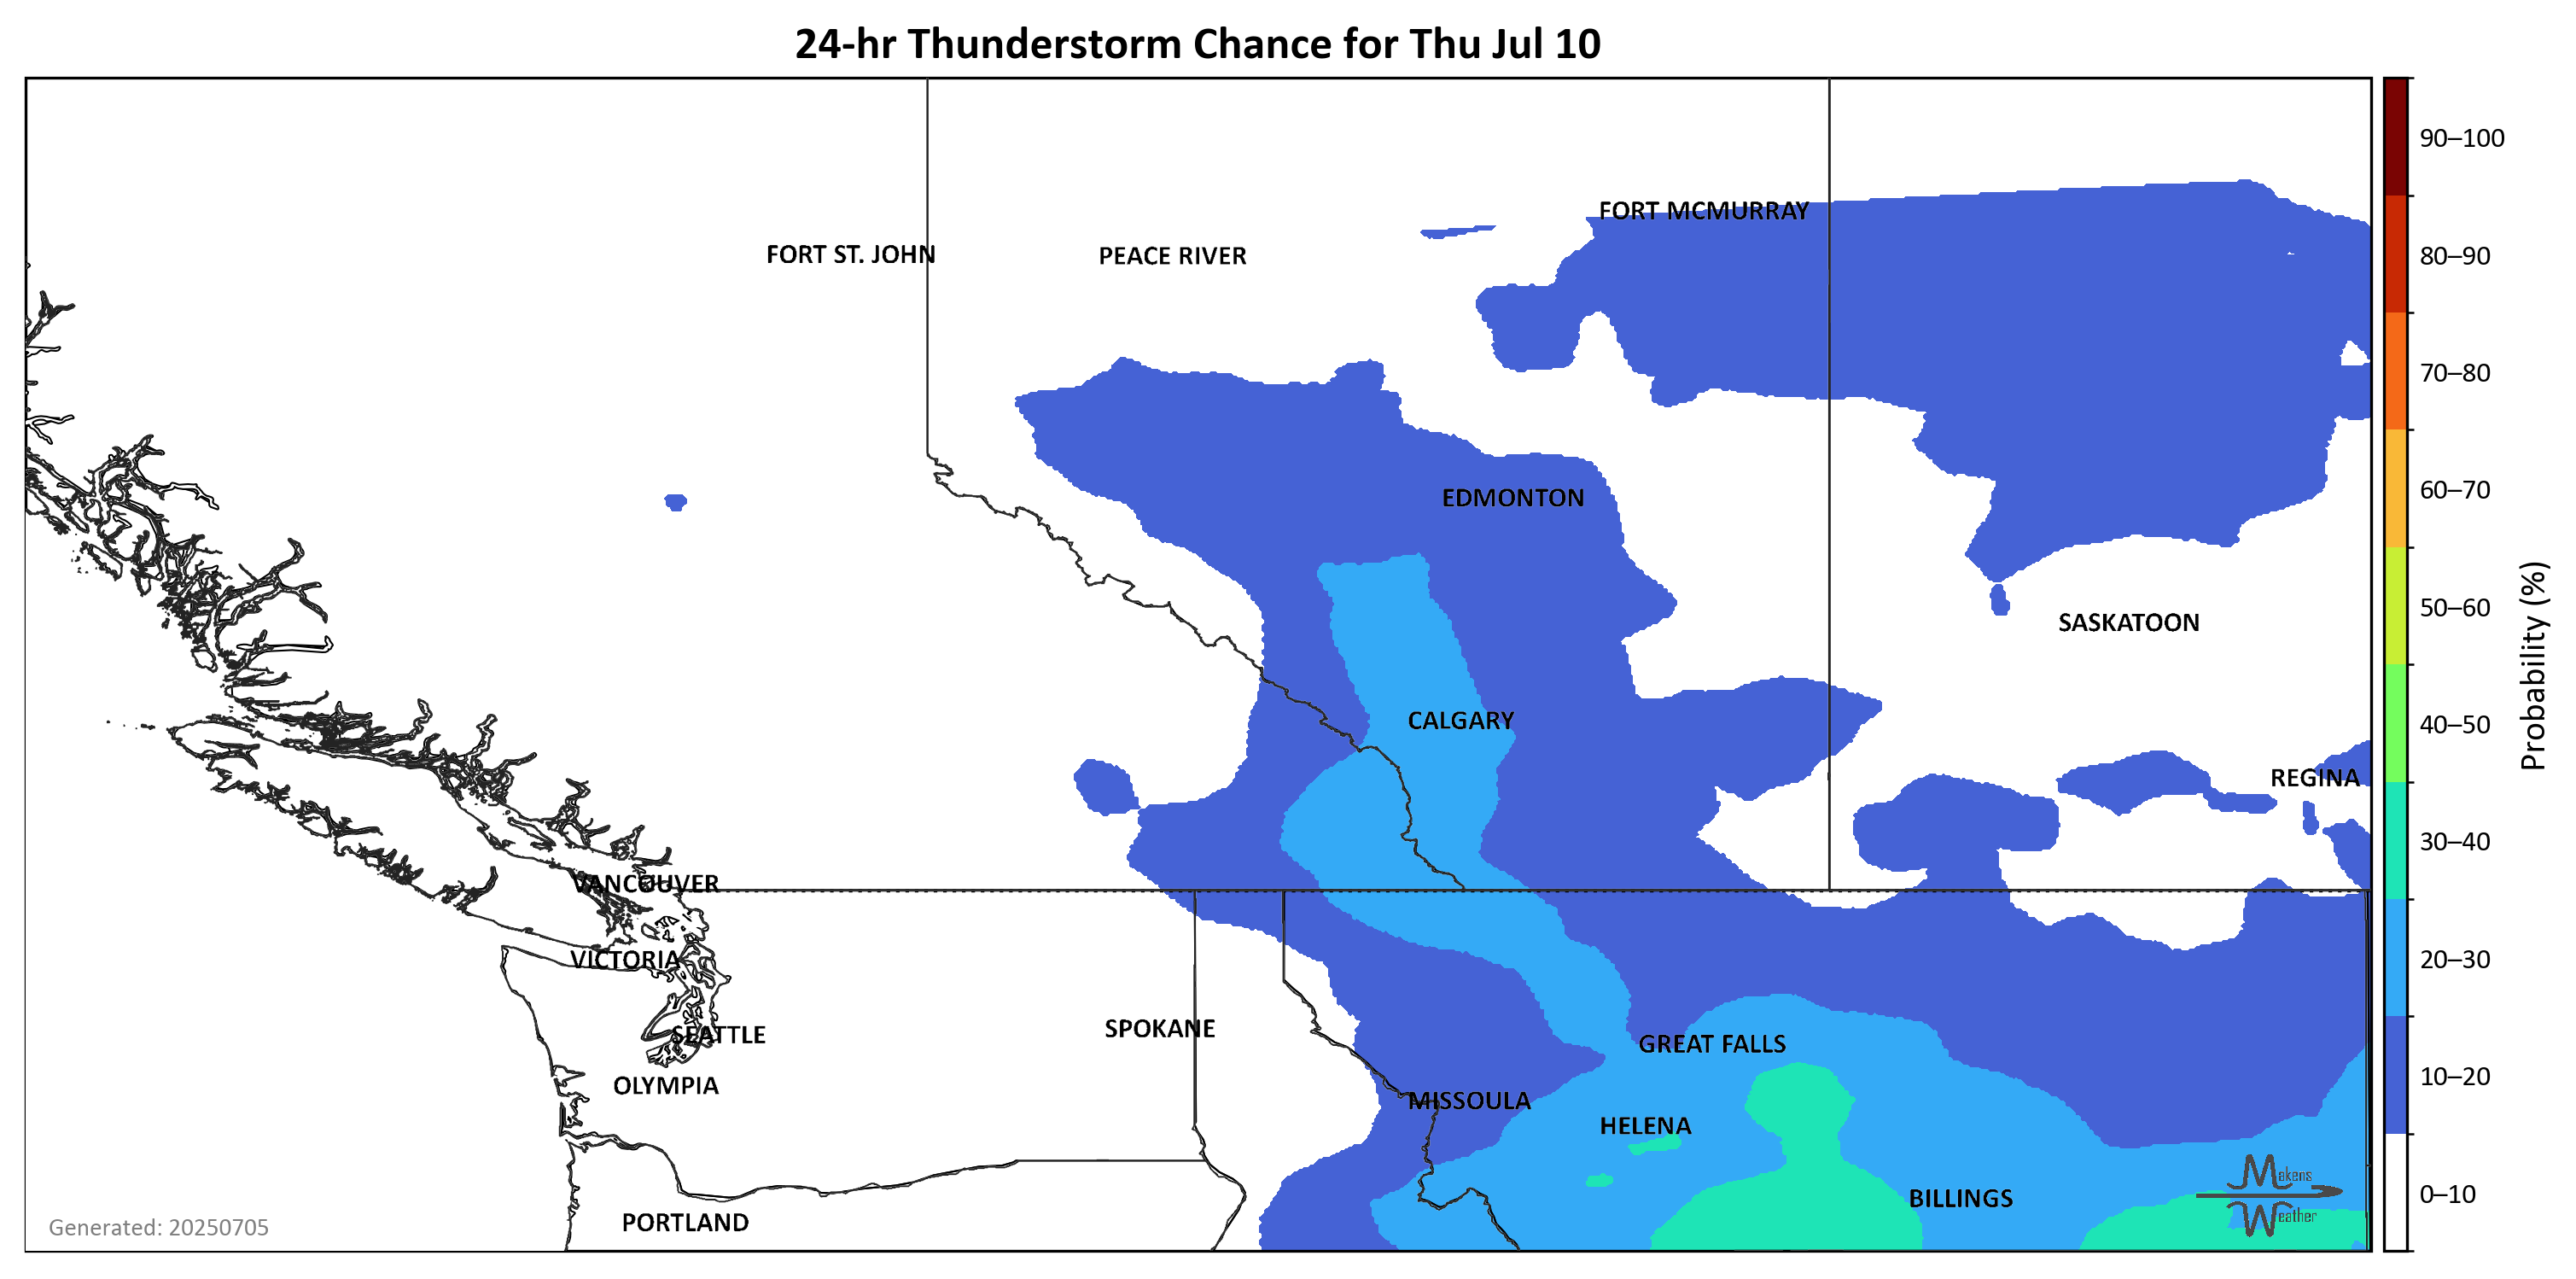 24-hr Thunderstorm Chance for Thu Jul 10
90–100
FORT MCMURRAY
FORT ST. JOHN
PEACE RIVER
80–90
70–80
EDMONTON
60–70
SASKATOON
50–60
Probability (%)
CALGARY
40–50
REGINA
30–40
VANCOUVER
VICTORIA
20–30
SPOKANE
SEATTLE
GREAT FALLS
OLYMPIA
10–20
MISSOULA
HELENA
Makens
Weather
BILLINGS
0–10
PORTLAND
Generated: 20250705